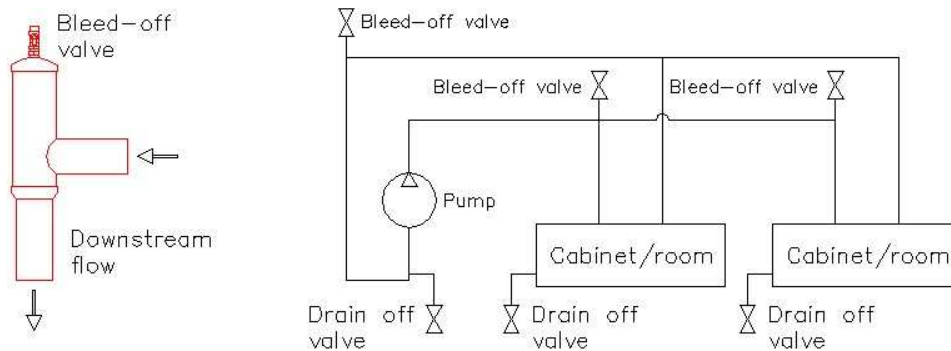 Bleed-off
valve
Downstream
flow
Bleed-off valve
Bleed-off valve
Bleed-off valve
Pump
Cabinet/room
Cabinet/room
Drain off
valve
Drain off
valve
Drain off
valve